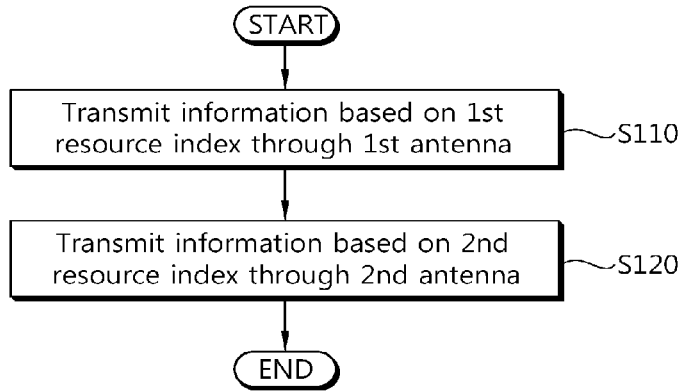 START
Transmit information based on 1st
resource index through 1st antenna
S110
Transmit information based on 2nd
resource index through 2nd antenna
S120
END